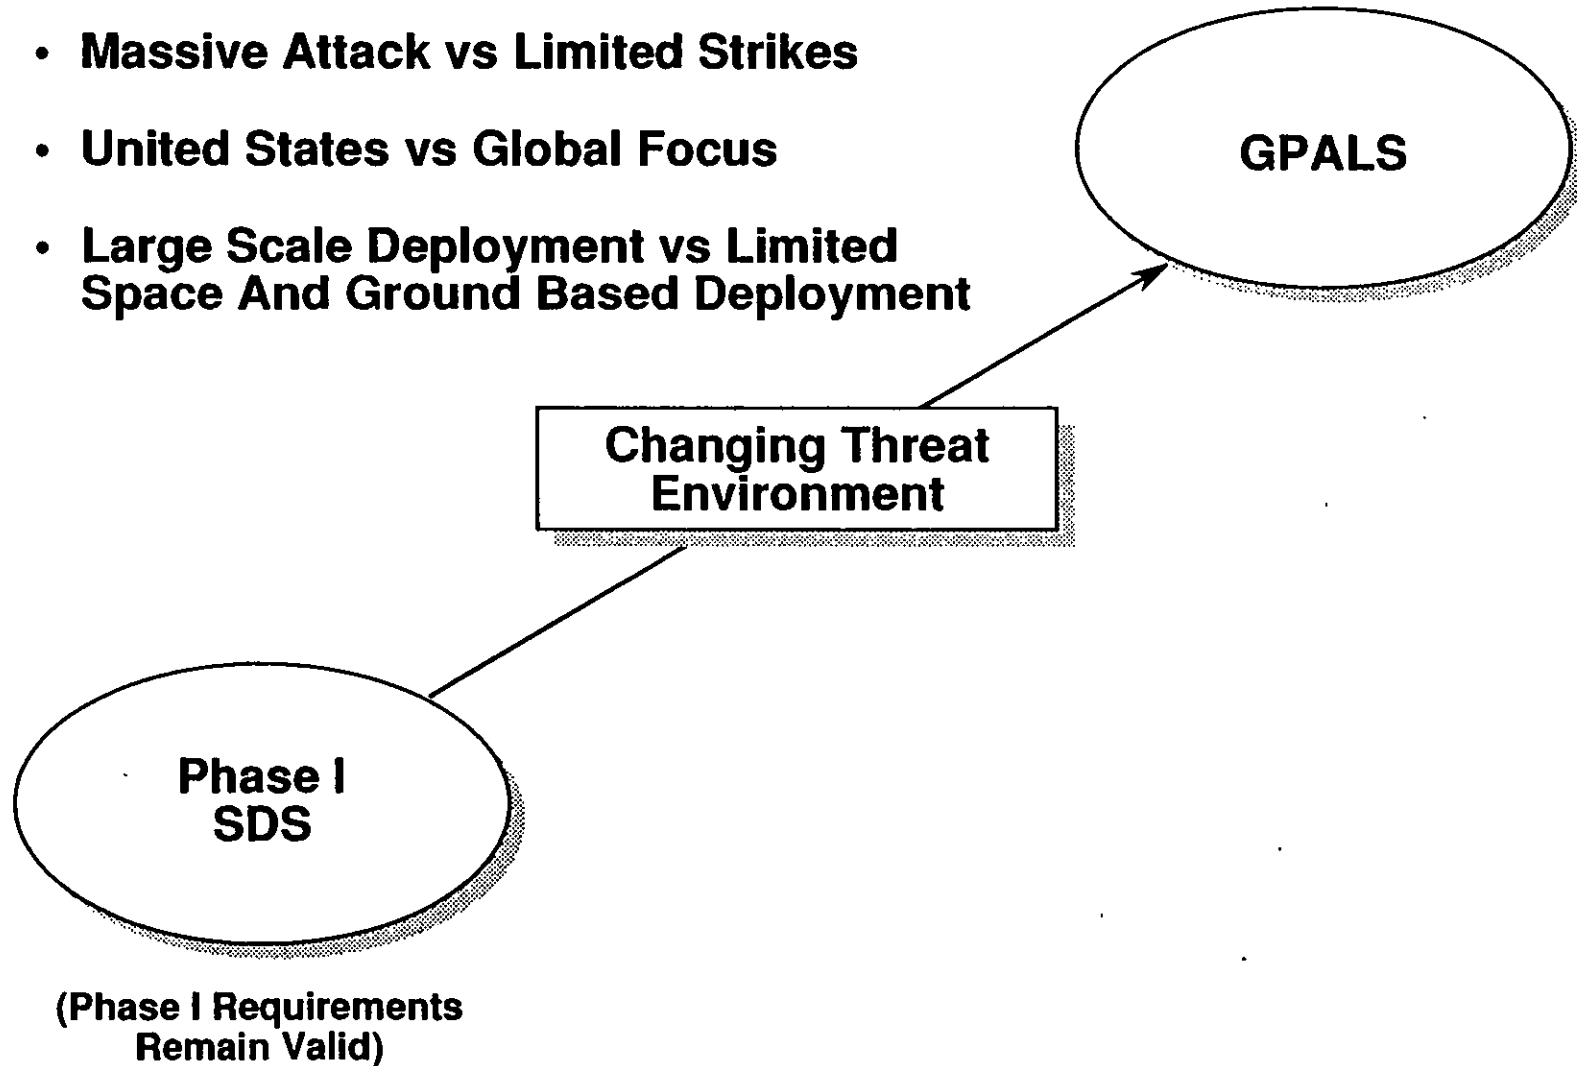 • Massive Attack vs Limited Strikes
• United States vs Global Focus
• Large Scale Deployment vs Limited
Space And Ground Based Deployment
GPALS
Changing Threat
Environment
Phase I
SDS
(Phase I Requirements
Remain Valid)